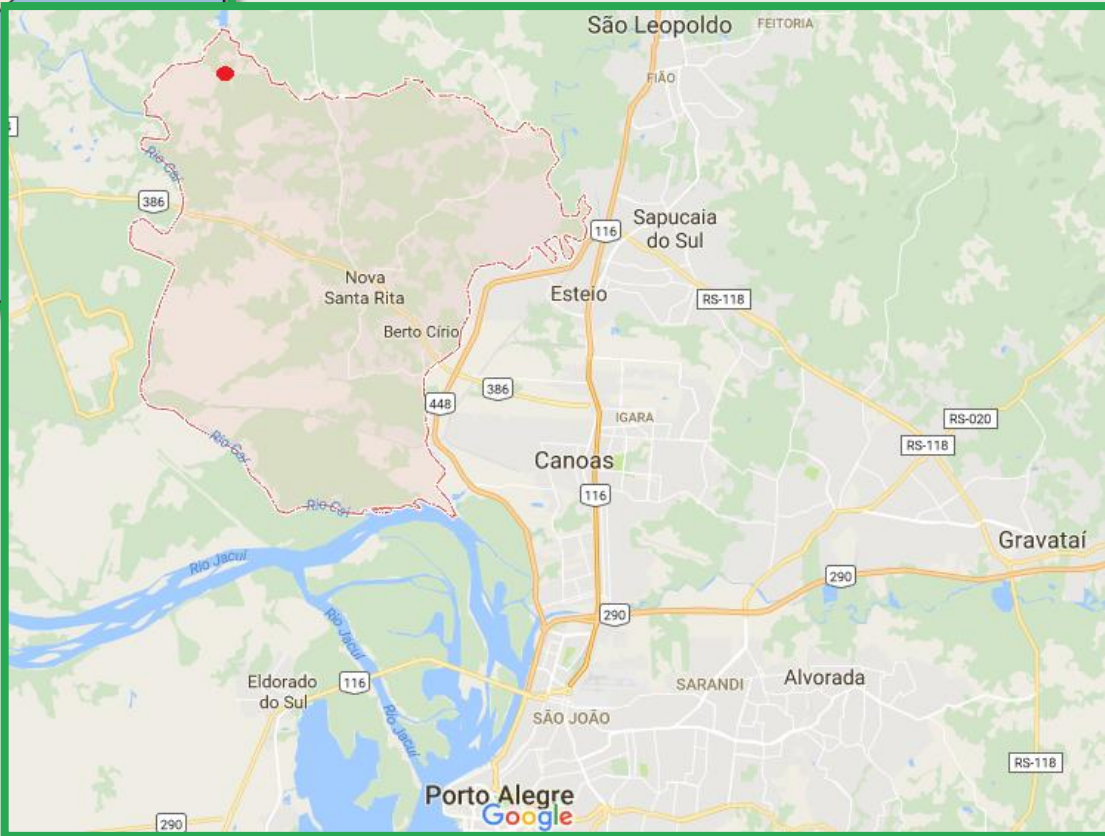 São Leopoldo
FEITORIA
FIÃO
Rio Caí
386
116
Sapucaia
do Sul
Nova
Santa Rita
Esteio
RS-118
Berto Círio
386
448
IGARA
RS-020
RS-118
Rio Caí
Canoas
116
Rio Caí
Gravataí
Rio Jacuí
290
290
Rio Jacuí
Eldorado
do Sul
116
SARANDI
Alvorada
SÃO JOÃO
Rio Jacuí
RS-118
Porto Alegre
Google
290